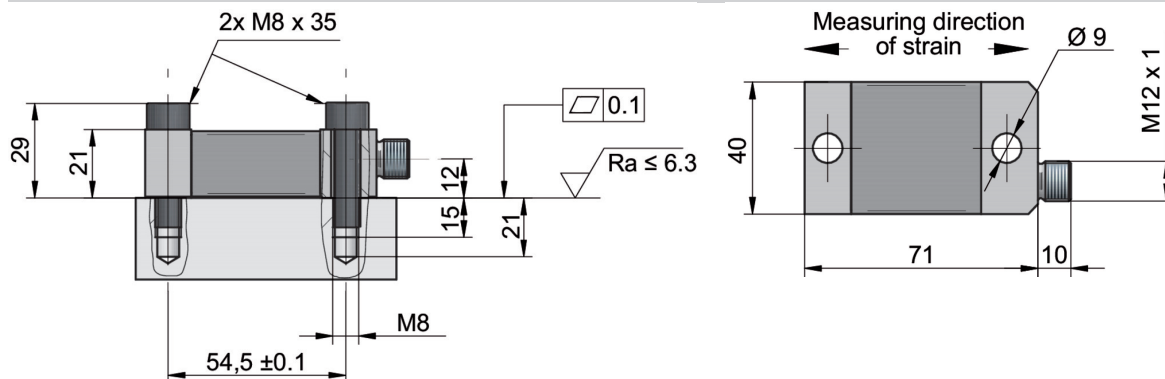 2x M8 x 35
29
21
0.1
Ra ≤ 6.3
12
15
21
M8
54,5 ±0.1
Measuring direction
of strain
Ø 9
M12 x 1
40
71
10